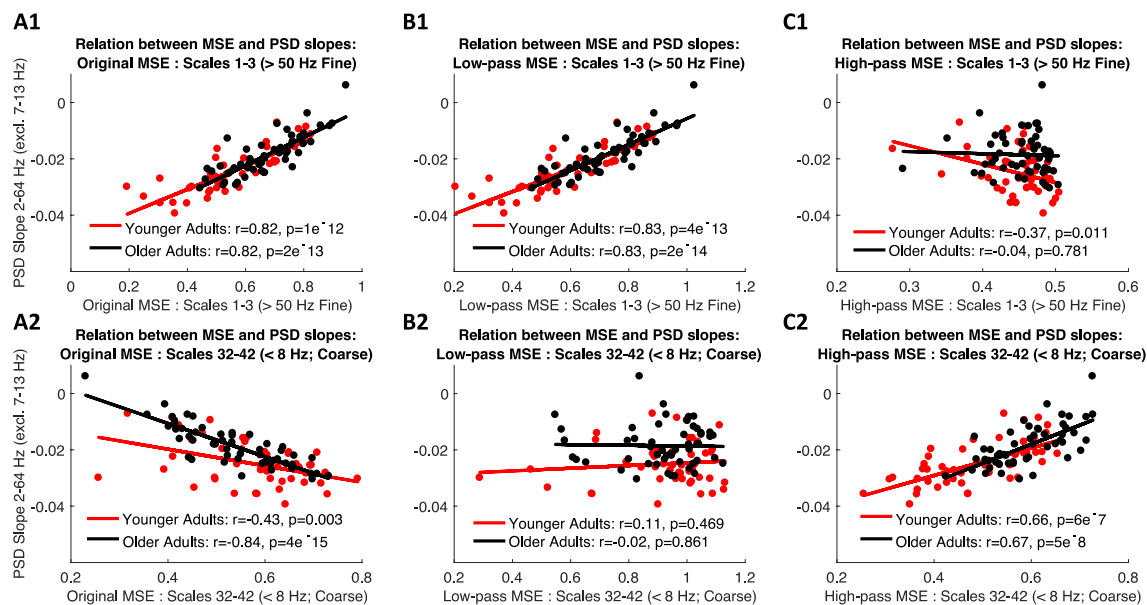 A1
Relation between MSE and PSD slopes:
Original MSE : Scales 1-3 (> 50 Hz Fine)
PSD Slope 2-64 Hz (excl. 7-13 Hz)
0
-0.02
-0.04
Younger Adults: r=0.82, p=1e-12
Older Adults: r=0.82, p=2e-13
0 0.2 0.4 0.6 0.8 1
Original MSE : Scales 1-3 (> 50 Hz Fine)
B1
Relation between MSE and PSD slopes:
Low-pass MSE : Scales 1-3 (> 50 Hz Fine)
Younger Adults: r=0.83, p=4e-13
Older Adults: r=0.83, p=2e-14
0.2 0.4 0.6 0.8 1 1.2
Low-pass MSE : Scales 1-3 (> 50 Hz Fine)
C1
Relation between MSE and PSD slopes:
High-pass MSE : Scales 1-3 (> 50 Hz Fine)
0
-0.02
-0.04
Younger Adults: r=-0.37, p=0.011
Older Adults: r=-0.04, p=0.781
0.2 0.3 0.4 0.5 0.6
High-pass MSE : Scales 1-3 (> 50 Hz Fine)
A2
Relation between MSE and PSD slopes:
Original MSE : Scales 32-42 (< 8 Hz; Coarse)
PSD Slope 2-64 Hz (excl. 7-13 Hz)
0
-0.02
-0.04
Younger Adults: r=-0.43, p=0.003
Older Adults: r=-0.84, p=4e-15
0.2 0.4 0.6 0.8
Original MSE : Scales 32-42 (< 8 Hz; Coarse)
B2
Relation between MSE and PSD slopes:
Low-pass MSE : Scales 32-42 (< 8 Hz; Coarse)
Younger Adults: r=0.11, p=0.469
Older Adults: r=-0.02, p=0.861
0.2 0.4 0.6 0.8 1 1.2
Low-pass MSE : Scales 32-42 (< 8 Hz; Coarse)
C2
Relation between MSE and PSD slopes:
High-pass MSE : Scales 32-42 (< 8 Hz; Coarse)
0
-0.02
-0.04
Younger Adults: r=0.66, p=6e-7
Older Adults: r=0.67, p=5e-8
0.2 0.4 0.6 0.8
High-pass MSE : Scales 32-42 (< 8 Hz; Coarse)